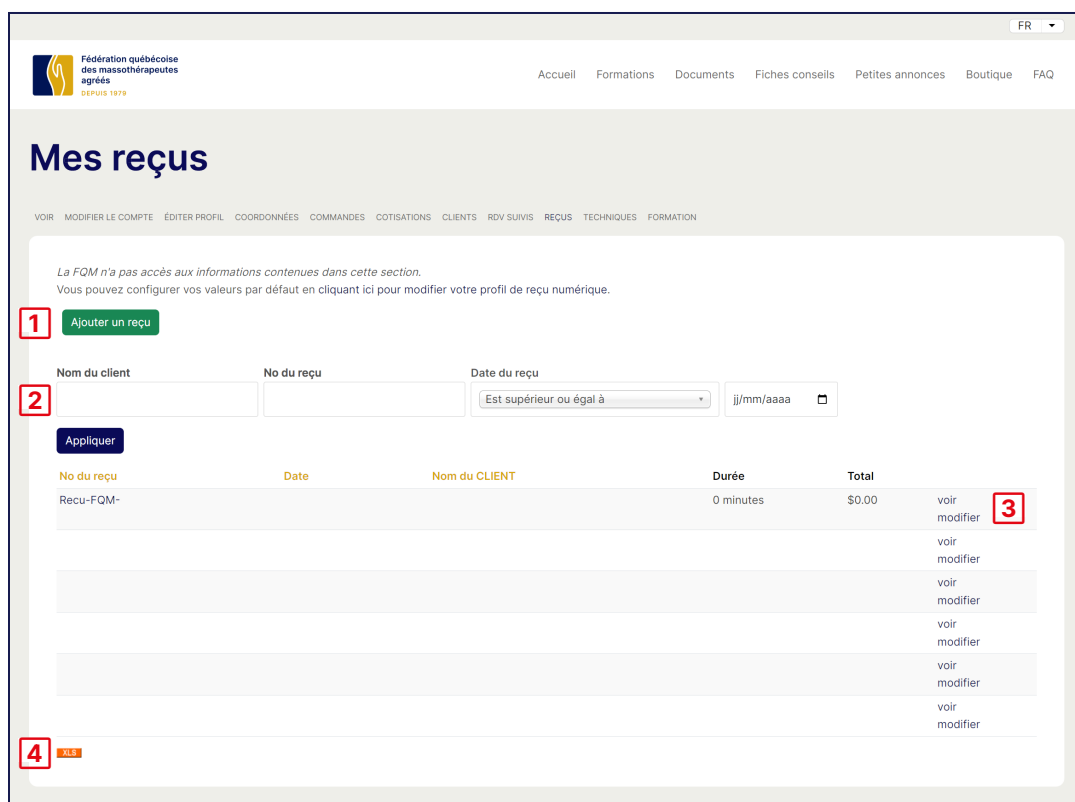 FR
Fédération québécoise
des massothérapeutes
agréés
DEPUIS 1979
Accueil Formations Documents Fiches conseils Petites annonces Boutique FAQ
Mes reçus
VOIR MODIFIER LE COMPTE ÉDITER PROFIL COORDONNÉES COMMANDES COTISATIONS CLIENTS RDV SUIVIS REÇUS TECHNIQUES FORMATION
La FQM n'a pas accès aux informations contenues dans cette section.
Vous pouvez configurer vos valeurs par défaut en cliquant ici pour modifier votre profil de reçu numérique.
1 Ajouter un reçu
Nom du client No du reçu Date du reçu
2 Est supérieur ou égal à jj/mm/aaaa
Appliquer
No du reçu Date Nom du CLIENT Durée Total
Recu-FQM- 0 minutes $0.00 voir 3
modifier
voir
modifier
voir
modifier
voir
modifier
voir
modifier
voir
modifier
4 XLS